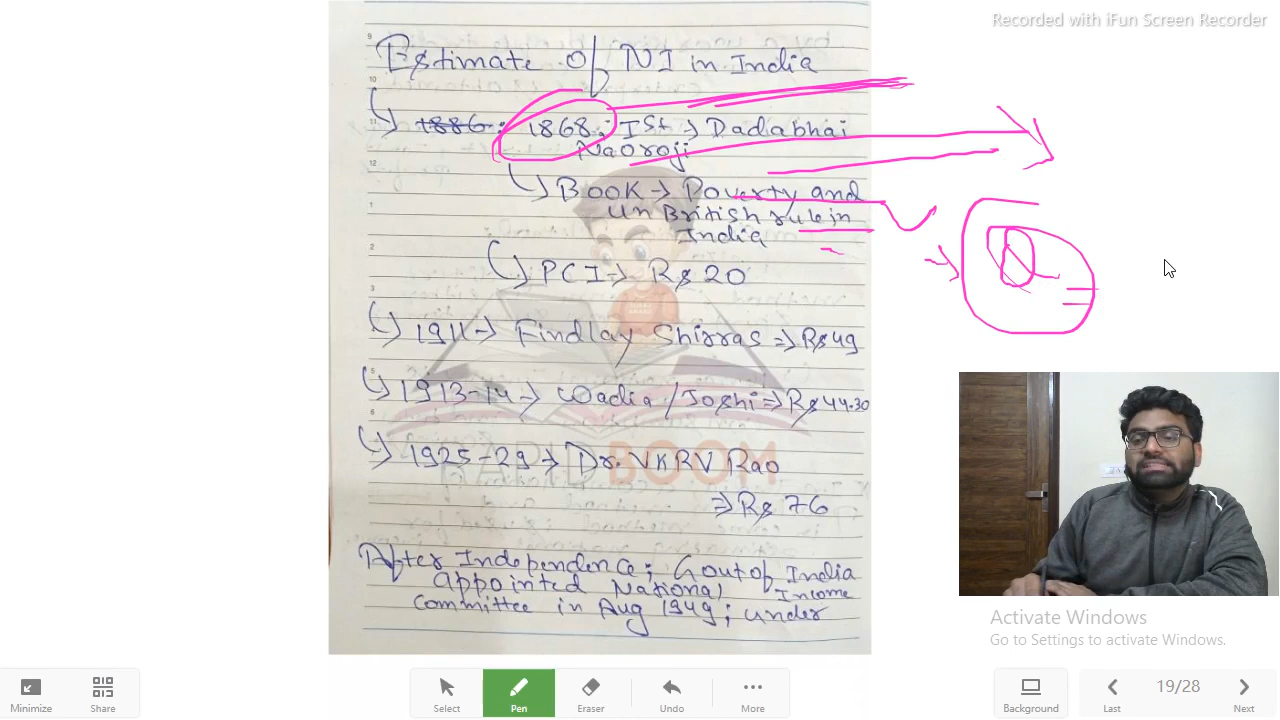 Recorded with iFun Screen Recorder
Estimate of NI in India
1886: 1868: Ist → Dadabhai
Naoroji
BOOK → Poverty and
Un British rule in
India
PCI → Rs 20
1911 → Findlay Shirras ⇒ Rs 49
1913-14 → Wadia / Joshi ⇒ Rs 44.30
1925-29 → Dr. VKRV Rao
⇒ Rs 76
After Independence; Gout of India
appointed National Income
committee in Aug 1949; under
BOOM
Activate Windows
Go to Settings to activate Windows.
Minimize
Share
Select
Pen
Eraser
Undo
More
Background
Last
19/28
Next